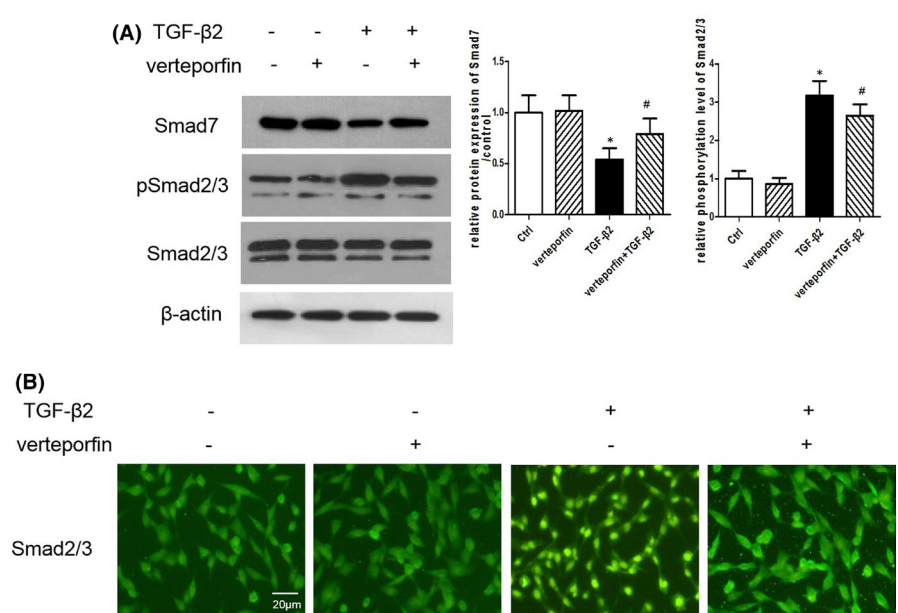 (A) TGF-β2 - - + +
verteporfin - + - +
Smad7
pSmad2/3
Smad2/3
β-actin
relative protein expression of Smad7
/control
1.5
1.0
0.5
0.0
*
#
Ctrl
verteporfin
TGF-β2
verteporfin+TGF-β2
relative phosphorylation level of Smad2/3
4
3
2
1
0
*
#
Ctrl
verteporfin
TGF-β2
verteporfin+TGF-β2
(B)
TGF-β2 - - + +
verteporfin - + - +
Smad2/3
20μm